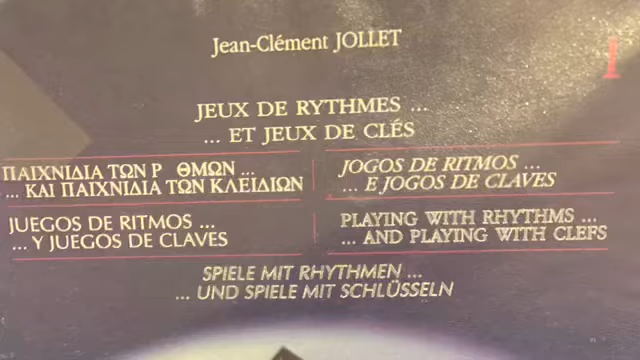 Jean-Clément JOLLET
1
JEUX DE RYTHMES ...
... ET JEUX DE CLÉS
ΠΑΙΧΝΙΔΙΑ ΤΩΝ Ρ ΘΜΩΝ ...
... ΚΑΙ ΠΑΙΧΝΙΔΙΑ ΤΩΝ ΚΛΕΙΔΙΩΝ
JOGOS DE RITMOS ...
... E JOGOS DE CLAVES
JUEGOS DE RITMOS ...
... Y JUEGOS DE CLAVES
PLAYING WITH RHYTHMS ...
... AND PLAYING WITH CLEFS
SPIELE MIT RHYTHMEN ...
... UND SPIELE MIT SCHLÜSSELN